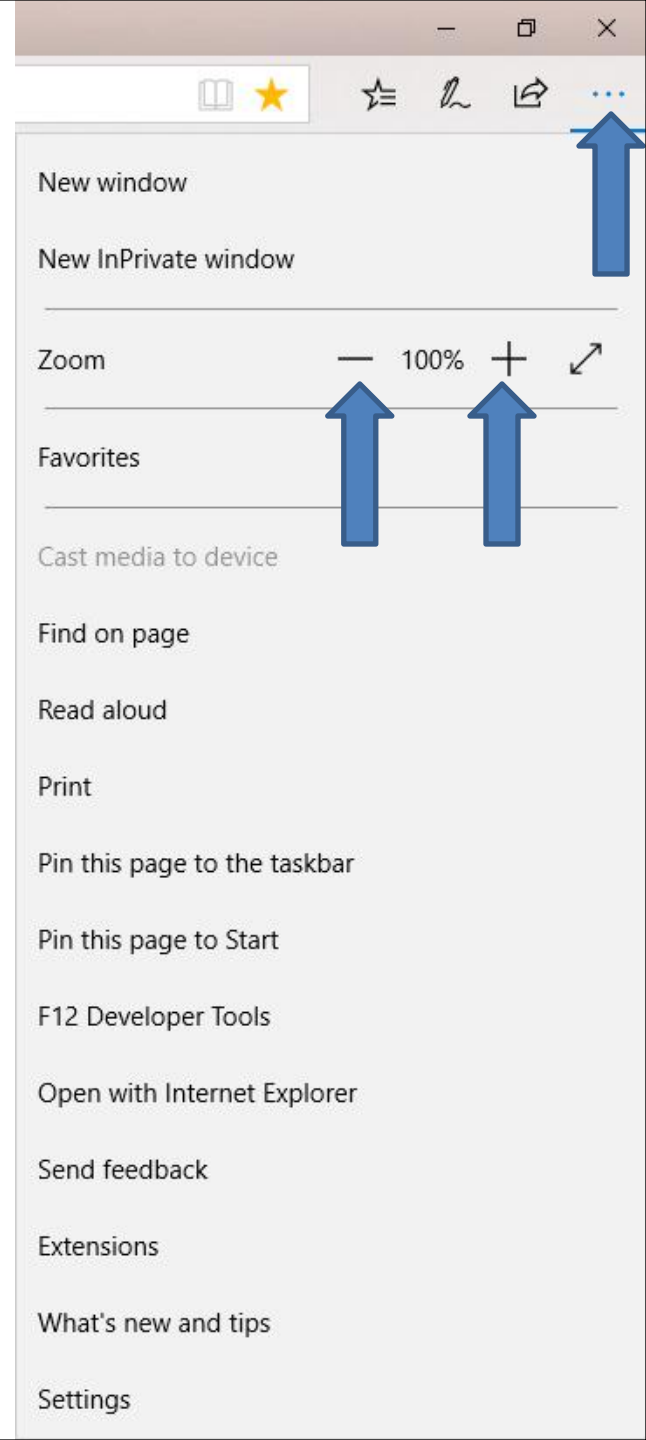 New window
New InPrivate window
Zoom 100%
Favorites
Cast media to device
Find on page
Read aloud
Print
Pin this page to the taskbar
Pin this page to Start
F12 Developer Tools
Open with Internet Explorer
Send feedback
Extensions
What's new and tips
Settings